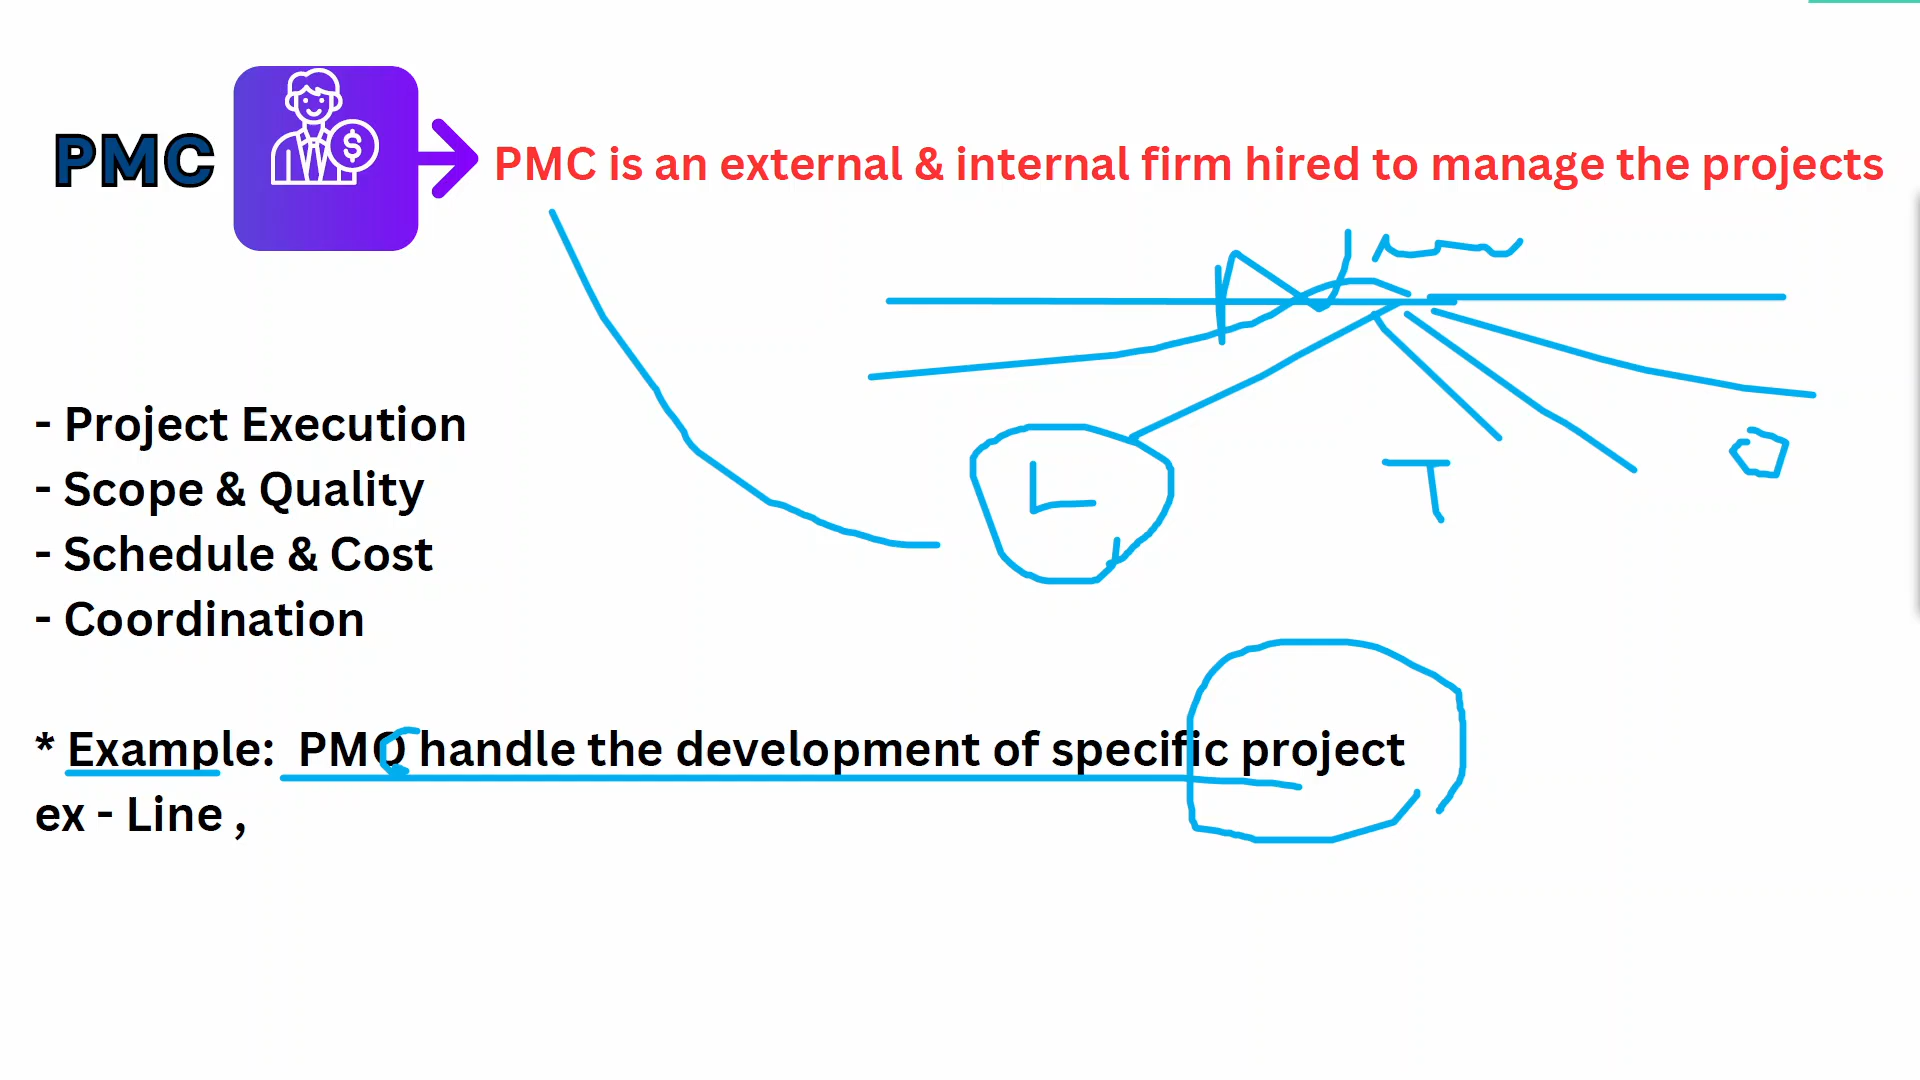 PMC
PMC is an external & internal firm hired to manage the projects
- Project Execution
- Scope & Quality
- Schedule & Cost
- Coordination
L
T
* Example: PMO handle the development of specific project
ex - Line ,